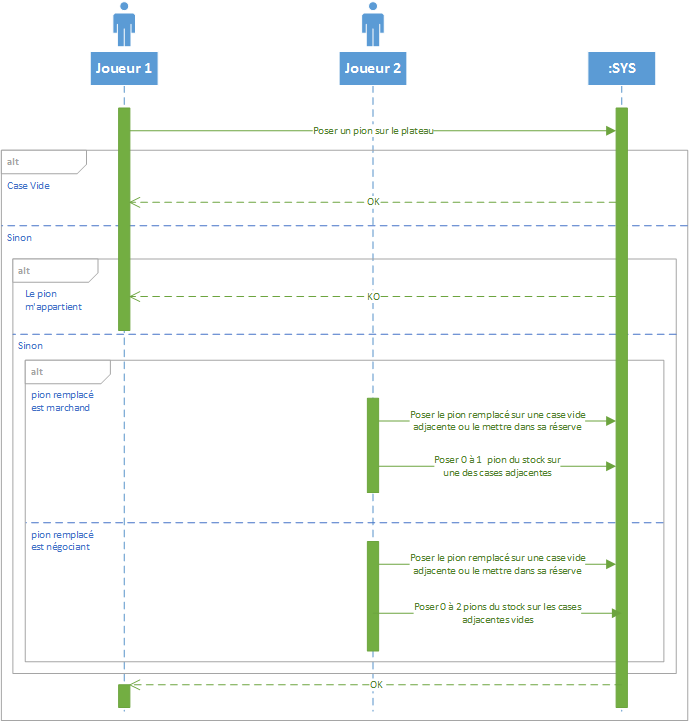 Joueur 1
Joueur 2
:SYS
Poser un pion sur le plateau
alt
Case Vide
OK
Sinon
alt
Le pion
m'appartient
KO
Sinon
alt
pion remplacé
est marchand
Poser le pion remplacé sur une case vide
adjacente ou le mettre dans sa réserve
Poser 0 à 1 pion du stock sur
une des cases adjacentes
pion remplacé
est négociant
Poser le pion remplacé sur une case vide
adjacente ou le mettre dans sa réserve
Poser 0 à 2 pions du stock sur les cases
adjacentes vides
OK